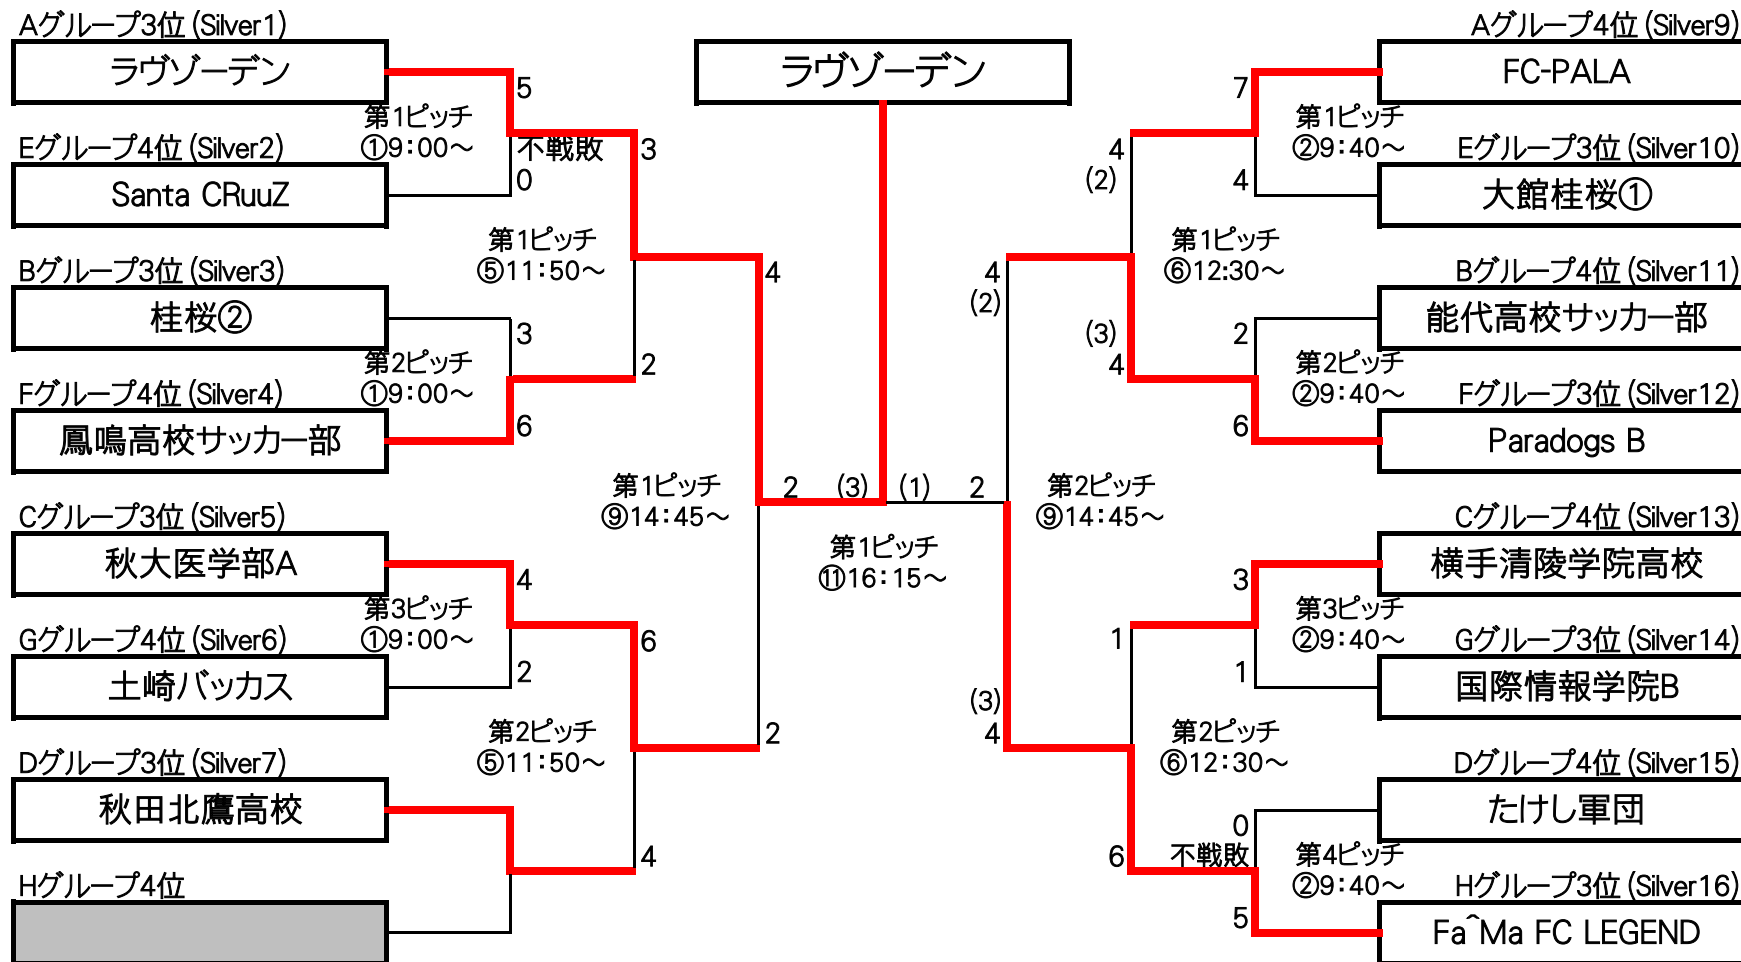 Aグループ3位 (Silver1)
ラヴゾーデン
5
第1ピッチ
①9:00～
不戦敗
Eグループ4位 (Silver2)
Santa CRuuZ
0
3
第1ピッチ
⑤11:50～
Bグループ3位 (Silver3)
桂桜②
3
第2ピッチ
①9:00～
2
Fグループ4位 (Silver4)
鳳鳴高校サッカー部
6
4
第1ピッチ
⑨14:45～
Cグループ3位 (Silver5)
秋大医学部A
4
第3ピッチ
①9:00～
6
Gグループ4位 (Silver6)
土崎バッカス
2
第2ピッチ
⑤11:50～
2
Dグループ3位 (Silver7)
秋田北鷹高校
4
Hグループ4位
ラヴゾーデン
2 (3) (1) 2
第1ピッチ
⑪16:15～
Aグループ4位 (Silver9)
FC-PALA
7
第1ピッチ
②9:40～
4
(2)
Eグループ3位 (Silver10)
大館桂桜①
4
第1ピッチ
⑥12:30～
4
(2)
Bグループ4位 (Silver11)
能代高校サッカー部
2
(3)
4
第2ピッチ
②9:40～
Fグループ3位 (Silver12)
Paradogs B
6
第2ピッチ
⑨14:45～
Cグループ4位 (Silver13)
横手清陵学院高校
3
第3ピッチ
②9:40～
1
Gグループ3位 (Silver14)
国際情報学院B
1
(3)
4
第2ピッチ
⑥12:30～
Dグループ4位 (Silver15)
たけし軍団
0
不戦敗
6
第4ピッチ
②9:40～
Hグループ3位 (Silver16)
Fa^Ma FC LEGEND
5